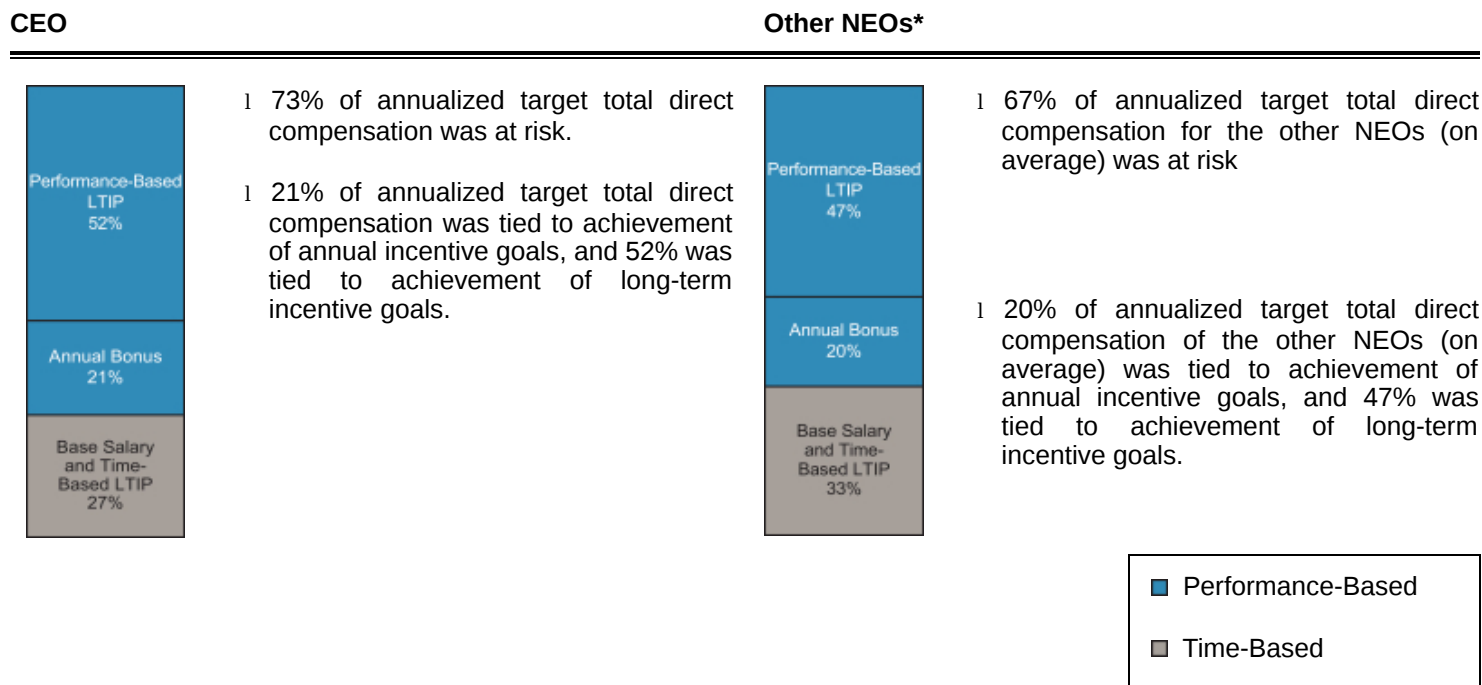 CEO
Other NEOs*
Performance-Based
LTIP
52%
Annual Bonus
21%
Base Salary
and Time-
Based LTIP
27%
l 73% of annualized target total direct
compensation was at risk.
l 21% of annualized target total direct
compensation was tied to achievement
of annual incentive goals, and 52% was
tied to achievement of long-term
incentive goals.
Performance-Based
LTIP
47%
Annual Bonus
20%
Base Salary
and Time-
Based LTIP
33%
l 67% of annualized target total direct
compensation for the other NEOs (on
average) was at risk
l 20% of annualized target total direct
compensation of the other NEOs (on
average) was tied to achievement of
annual incentive goals, and 47% was
tied to achievement of long-term
incentive goals.
Performance-Based
Time-Based